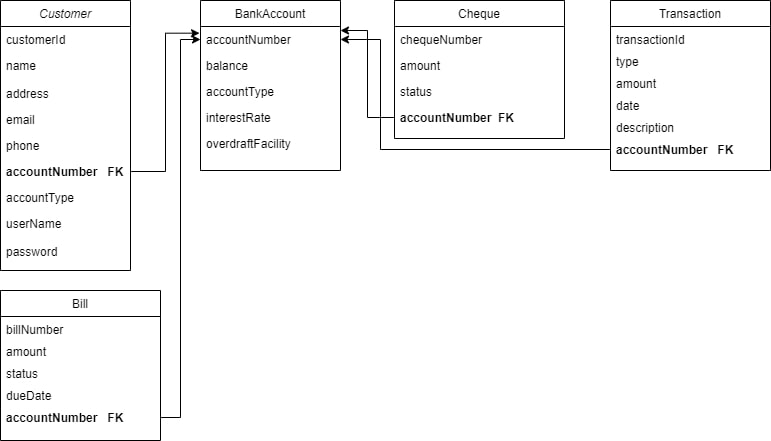 Customer
customerId
name
address
email
phone
accountNumber FK
accountType
userName
password
BankAccount
accountNumber
balance
accountType
interestRate
overdraftFacility
Cheque
chequeNumber
amount
status
accountNumber FK
Transaction
transactionId
type
amount
date
description
accountNumber FK
Bill
billNumber
amount
status
dueDate
accountNumber FK